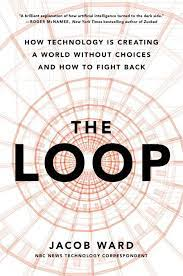 "A brilliant explanation of how artificial intelligence turned to the dark side."
— ROGER McNAMEE, New York Times bestselling author of Zucked
HOW TECHNOLOGY IS CREATING
A WORLD WITHOUT CHOICES
AND HOW TO FIGHT BACK
THE
LOOP
JACOB WARD
NBC NEWS TECHNOLOGY CORRESPONDENT